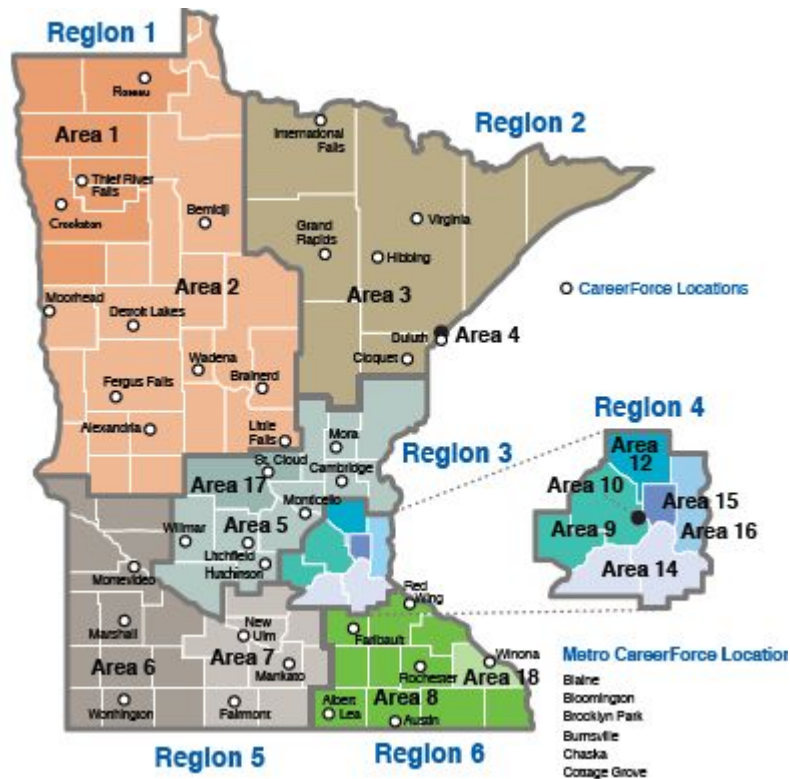 Region 1
Roseau
Area 1
Thief River
Falls
Crookston
Bemidji
Area 2
Moorhead
Detroit Lakes
Wadena
Fergus Falls
Brainerd
Alexandria
Little
Falls
Region 2
International
Falls
Grand
Rapids
Virginia
Hibbing
Area 3
Duluth
Area 4
Cloquet
CareerForce Locations
Region 3
Mora
St. Cloud
Cambridge
Area 17
Monticello
Area 5
Willmar
Litchfield
Hutchinson
Region 4
Area
12
Area 10
Area 15
Area 9
Area 16
Area 14
Montevideo
Marshall
New
Ulm
Area 6
Area 7
Mankato
Worthington
Fairmont
Region 5
Red
Wing
Faribault
Winona
Rochester
Area 18
Area 8
Albert
Lea
Austin
Region 6
Metro CareerForce Location
Blaine
Bloomington
Brooklyn Park
Burnsville
Chaska
Cottage Grove